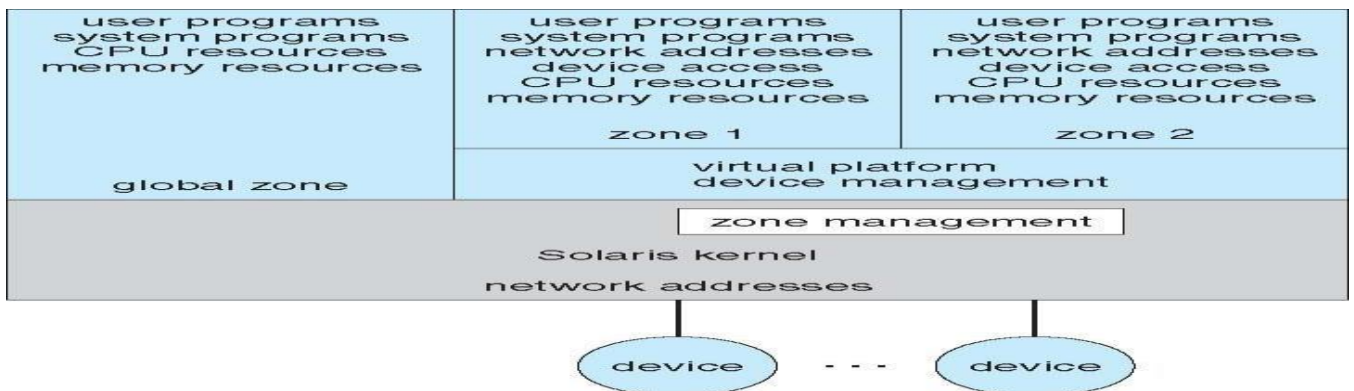 user programs
system programs
CPU resources
memory resources
global zone
user programs
system programs
network addresses
device access
CPU resources
memory resources
zone 1
user programs
system programs
network addresses
device access
CPU resources
memory resources
zone 2
virtual platform
device management
zone management
Solaris kernel
network addresses
device
. . .
device